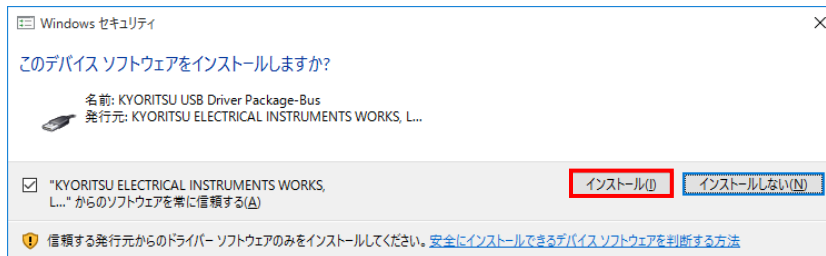 Windows セキュリティ
このデバイス ソフトウェアをインストールしますか?
名前: KYORITSU USB Driver Package-Bus
発行元: KYORITSU ELECTRICAL INSTRUMENTS WORKS, L...
"KYORITSU ELECTRICAL INSTRUMENTS WORKS,
L..." からのソフトウェアを常に信頼する(A)
インストール(I)
インストールしない(N)
信頼する発行元からのドライバー ソフトウェアのみをインストールしてください。安全にインストールできるデバイス ソフトウェアを判断する方法